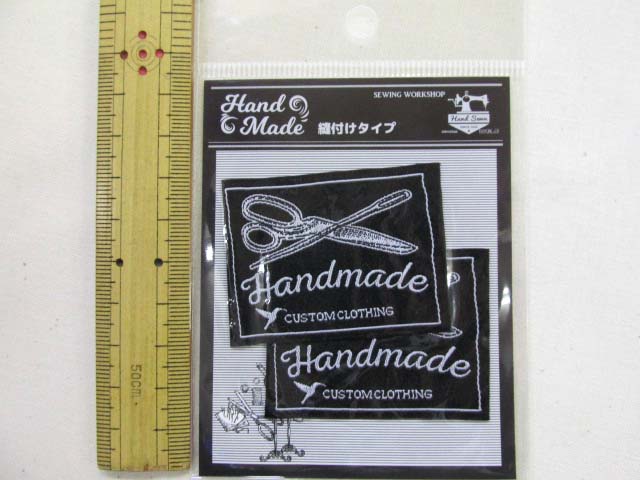 Hand
Made
縫付けタイプ
SEWING WORKSHOP
Hand Sewn
Handmade
CUSTOM CLOTHING
Handmade
CUSTOM CLOTHING
50cm.